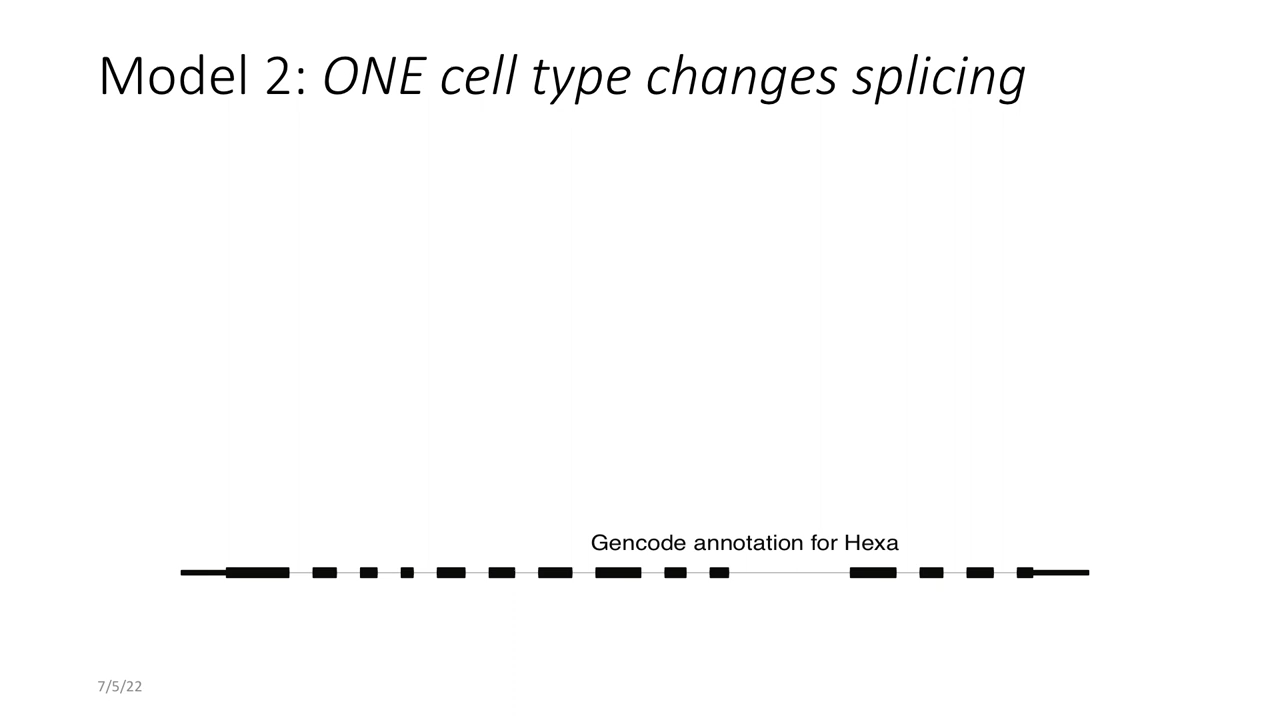 Model 2: ONE cell type changes splicing
Gencode annotation for Hexa
7/5/22